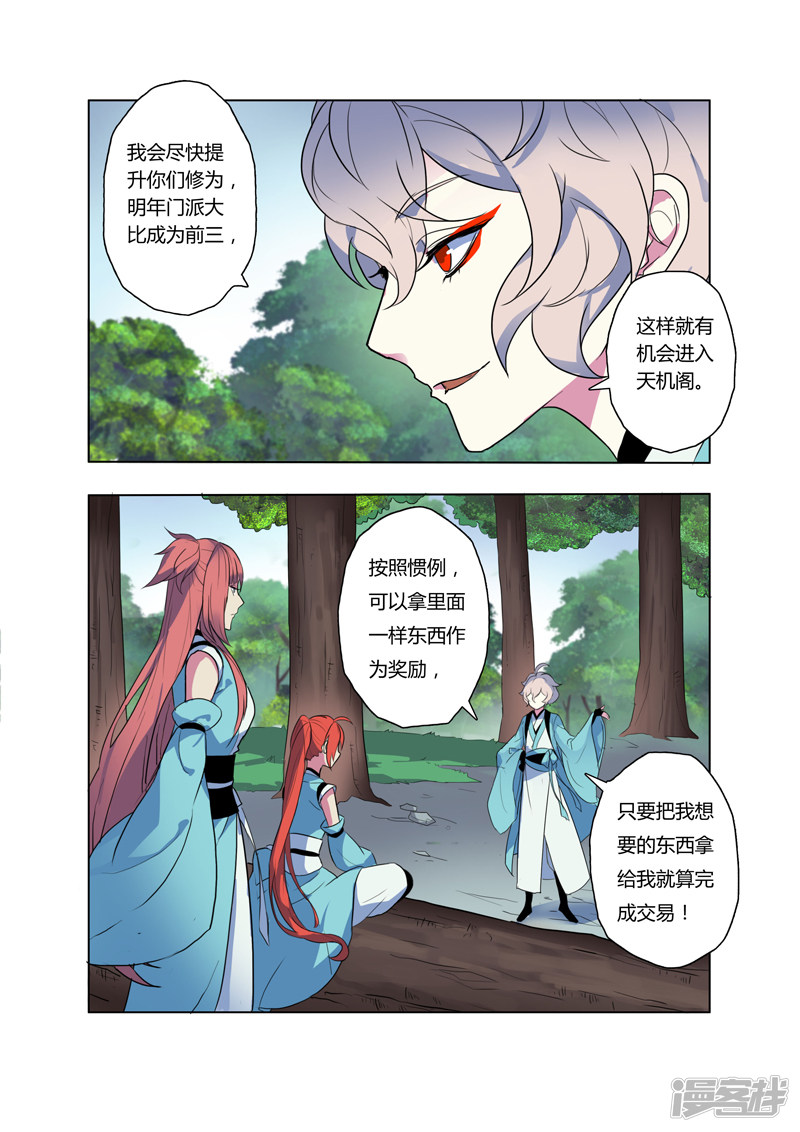 我会尽快提
升你们修为，
明年门派大
比成为前三，
这样就有
机会进入
天机阁。
按照惯例，
可以拿里面
一样东西作
为奖励，
只要把我想
要的东西拿
给我就算完
成交易！
漫客栈